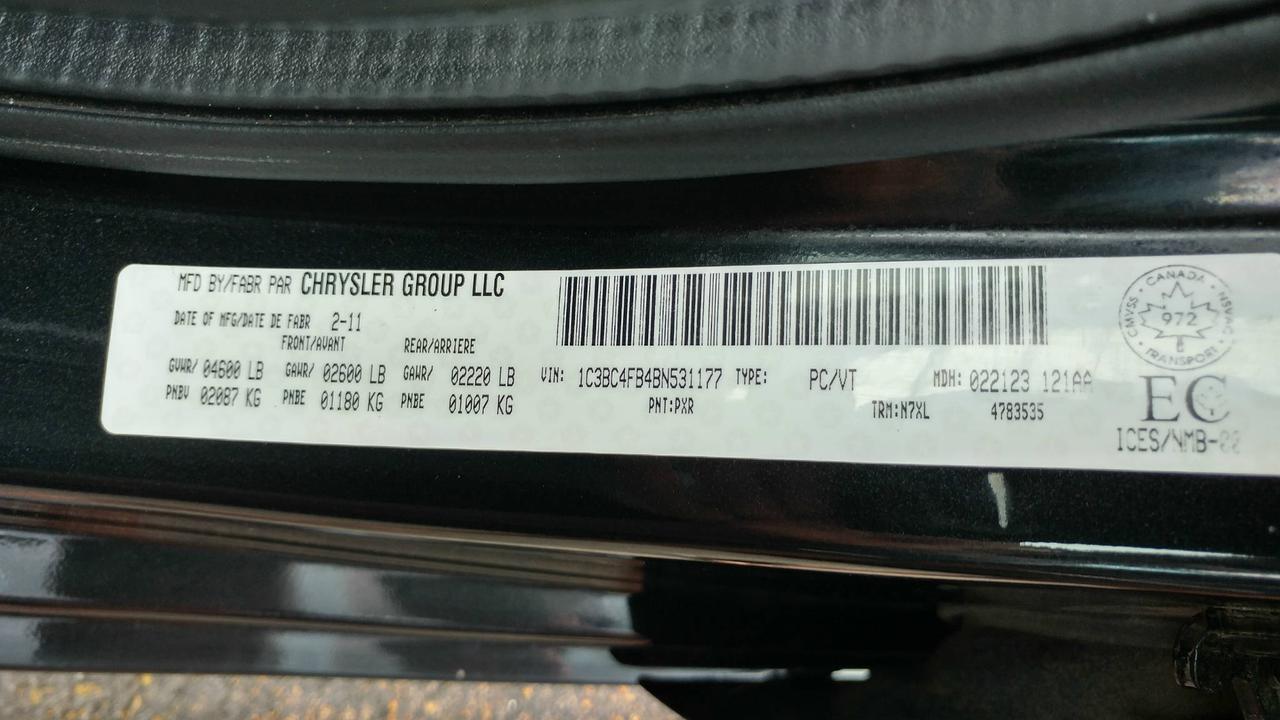 MFD BY/FABR PAR CHRYSLER GROUP LLC
DATE OF MFG/DATE DE FABR 2-11
FRONT/AVANT REAR/ARRIERE
GVWR/ 04600 LB GAWR/ 02600 LB GAWR/ 02220 LB
PNBV 02087 KG PNBE 01180 KG PNBE 01007 KG
VIN: 1C3BC4FB4BN531177 TYPE: PC/VT MDH: 022123 121AA
PNT:PXR TRM:N7XL 4783535
CANADA
CMVSS 972 NSVAC
TRANSPORT
EC
ICES/NMB-